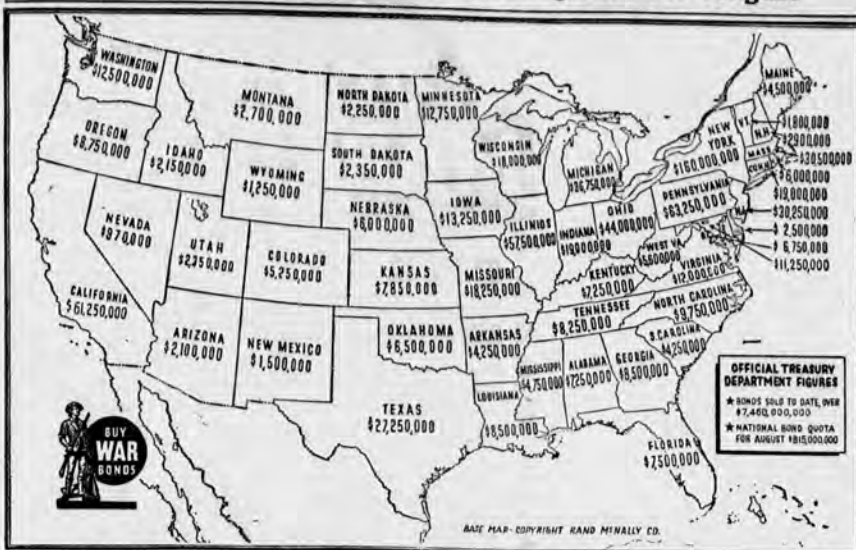 WASHINGTON
$12,500,000
OREGON
$8,750,000
CALIFORNIA
$61,250,000
NEVADA
$970,000
IDAHO
$2,150,000
MONTANA
$2,700,000
WYOMING
$1,250,000
UTAH
$2,350,000
COLORADO
$5,250,000
ARIZONA
$2,100,000
NEW MEXICO
$1,500,000
NORTH DAKOTA
$2,250,000
SOUTH DAKOTA
$2,350,000
NEBRASKA
$6,000,000
KANSAS
$7,850,000
OKLAHOMA
$6,500,000
TEXAS
$27,250,000
MINNESOTA
$12,750,000
IOWA
$13,250,000
MISSOURI
$18,250,000
ARKANSAS
$4,250,000
LOUISIANA
$8,500,000
WISCONSIN
$18,000,000
ILLINIOS
$57,500,000
MICHIGAN
$36,750,000
INDIANA
$19,000,000
OHIO
$44,000,000
KENTUCKY
$7,250,000
TENNESSEE
$8,250,000
MISSISSIPPI
$4,750,000
ALABAMA
$7,250,000
GEORGIA
$8,500,000
FLORIDA
$7,500,000
S. CAROLINA
$4,250,000
NORTH CAROLINA
$9,750,000
VIRGINIA
$12,000,000
WEST VA.
$5,600,000
PENNSYLVANIA
$63,250,000
NEW
YORK
$160,000,000
MAINE
$4,500,000
VT.
N.H.
MASS.
CONN.
N.J.
$1,800,000
$30,500,000
$6,000,000
$19,000,000
$30,250,000
$2,500,000
$6,750,000
$11,250,000
BUY
WAR
BONDS
OFFICIAL TREASURY
DEPARTMENT FIGURES
★ BONDS SOLD TO DATE, OVER
$7,460,000,000
★ NATIONAL BOND QUOTA
FOR AUGUST $815,000,000
BASE MAP - COPYRIGHT RAND MCNALLY CO.